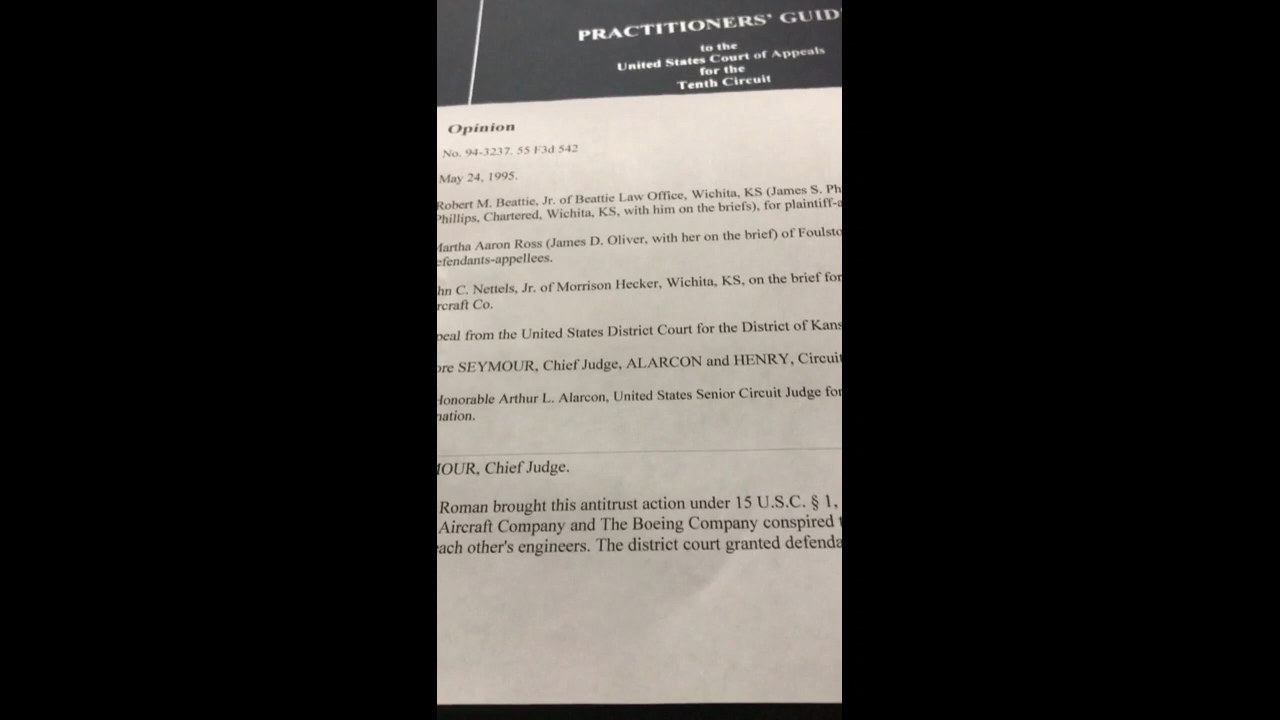 PRACTITIONERS' GUID
to the
United States Court of Appeals
for the
Tenth Circuit
Opinion
No. 94-3237. 55 F3d 542
May 24, 1995.
Robert M. Beattie, Jr. of Beattie Law Office, Wichita, KS (James S. Ph
Phillips, Chartered, Wichita, KS, with him on the briefs), for plaintiff-a
Martha Aaron Ross (James D. Oliver, with her on the brief) of Foulsto
efendants-appellees.
hn C. Nettels, Jr. of Morrison Hecker, Wichita, KS, on the brief for
rcraft Co.
peal from the United States District Court for the District of Kans
ore SEYMOUR, Chief Judge, ALARCON and HENRY, Circuit
Honorable Arthur L. Alarcon, United States Senior Circuit Judge for
nation.
MOUR, Chief Judge.
Roman brought this antitrust action under 15 U.S.C. § 1,
Aircraft Company and The Boeing Company conspired t
each other's engineers. The district court granted defenda